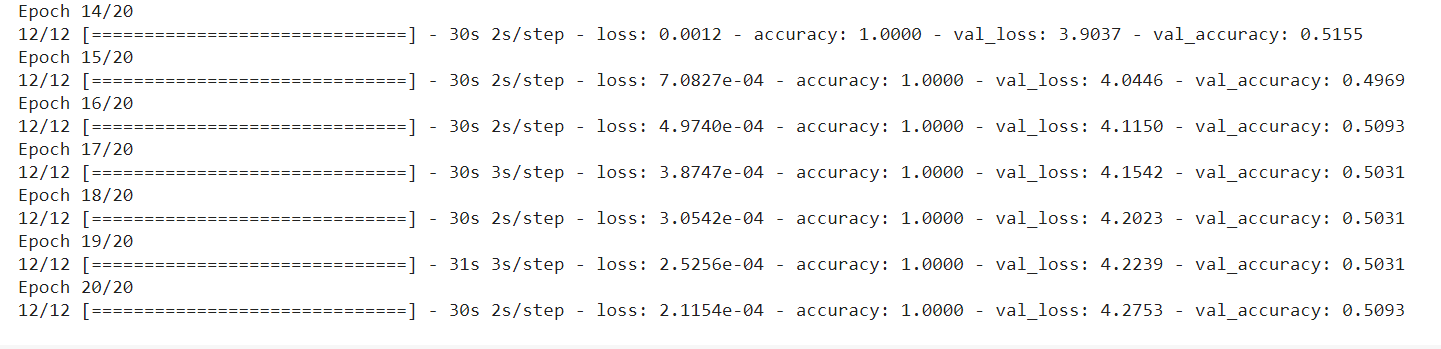 Epoch 14/20
12/12 [==============================] - 30s 2s/step - loss: 0.0012 - accuracy: 1.0000 - val_loss: 3.9037 - val_accuracy: 0.5155
Epoch 15/20
12/12 [==============================] - 30s 2s/step - loss: 7.0827e-04 - accuracy: 1.0000 - val_loss: 4.0446 - val_accuracy: 0.4969
Epoch 16/20
12/12 [==============================] - 30s 2s/step - loss: 4.9740e-04 - accuracy: 1.0000 - val_loss: 4.1150 - val_accuracy: 0.5093
Epoch 17/20
12/12 [==============================] - 30s 3s/step - loss: 3.8747e-04 - accuracy: 1.0000 - val_loss: 4.1542 - val_accuracy: 0.5031
Epoch 18/20
12/12 [==============================] - 30s 2s/step - loss: 3.0542e-04 - accuracy: 1.0000 - val_loss: 4.2023 - val_accuracy: 0.5031
Epoch 19/20
12/12 [==============================] - 31s 3s/step - loss: 2.5256e-04 - accuracy: 1.0000 - val_loss: 4.2239 - val_accuracy: 0.5031
Epoch 20/20
12/12 [==============================] - 30s 2s/step - loss: 2.1154e-04 - accuracy: 1.0000 - val_loss: 4.2753 - val_accuracy: 0.5093